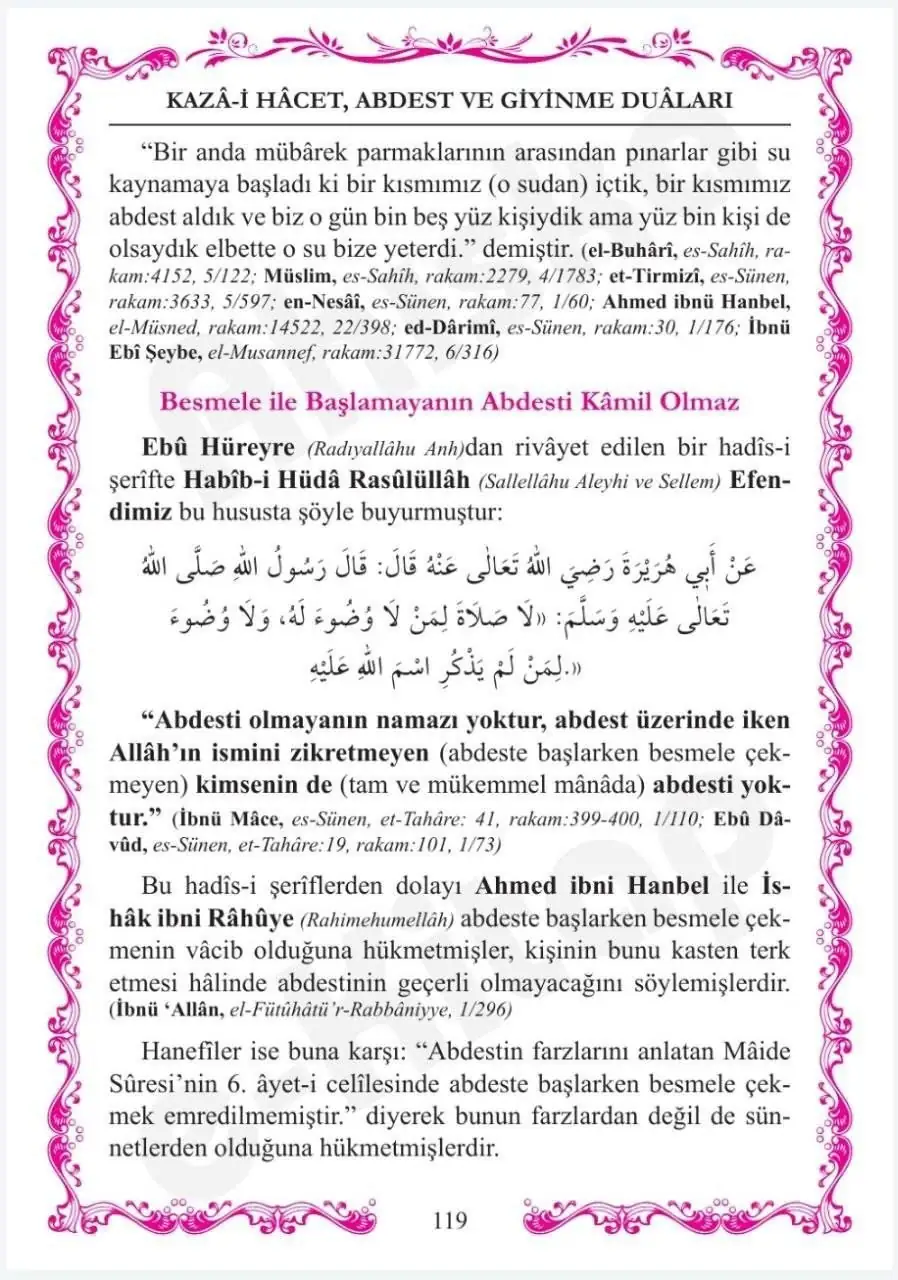 KAZÂ-İ HÂCET, ABDEST VE GİYİNME DUÂLARI
“Bir anda mübârek parmaklarının arasından pınarlar gibi su
kaynamaya başladı ki bir kısmımız (o sudan) içtik, bir kısmımız
abdest aldık ve biz o gün bin beş yüz kişiydik ama yüz bin kişi de
olsaydık elbette o su bize yeterdi.” demiştir. (el-Buhârî, es-Sahîh, ra-
kam:4152, 5/122; Müslim, es-Sahîh, rakam:2279, 4/1783; et-Tirmizî, es-Sünen,
rakam:3633, 5/597; en-Nesâî, es-Sünen, rakam:77, 1/60; Ahmed ibnü Hanbel,
el-Müsned, rakam:14522, 22/398; ed-Dârimî, es-Sünen, rakam:30, 1/176; İbnü
Ebî Şeybe, el-Musannef, rakam:31772, 6/316)
Besmele ile Başlamayanın Abdesti Kâmil Olmaz
Ebû Hüreyre (Radıyallâhu Anh)dan rivâyet edilen bir hadîs-i
şerîfte Habîb-i Hüdâ Rasûlüllâh (Sallellâhu Aleyhi ve Sellem) Efen-
dimiz bu hususta şöyle buyurmuştur:
عَنْ أَبِي هُرَيْرَةَ رَضِيَ اللهُ تَعَالٰى عَنْهُ قَالَ: قَالَ رَسُولُ اللهِ صَلَّى اللهُ
تَعَالٰى عَلَيْهِ وَسَلَّمَ: «لَا صَلَاةَ لِمَنْ لَا وُضُوءَ لَهُ، وَلَا وُضُوءَ
لِمَنْ لَمْ يَذْكُرِ اسْمَ اللهِ عَلَيْهِ.»
“Abdesti olmayanın namazı yoktur, abdest üzerinde iken
Allâh’ın ismini zikretmeyen (abdeste başlarken besmele çek-
meyen) kimsenin de (tam ve mükemmel mânâda) abdesti yok-
tur.” (İbnü Mâce, es-Sünen, et-Tahâre: 41, rakam:399-400, 1/110; Ebû Dâ-
vûd, es-Sünen, et-Tahâre:19, rakam:101, 1/73)
Bu hadîs-i şerîflerden dolayı Ahmed ibni Hanbel ile İs-
hâk ibni Râhûye (Rahimehumellâh) abdeste başlarken besmele çek-
menin vâcib olduğuna hükmetmişler, kişinin bunu kasten terk
etmesi hâlinde abdestinin geçerli olmayacağını söylemişlerdir.
(İbnü ‘Allân, el-Fütûhâtü’r-Rabbâniyye, 1/296)
Hanefîler ise buna karşı: “Abdestin farzlarını anlatan Mâide
Sûresi’nin 6. âyet-i celîlesinde abdeste başlarken besmele çek-
mek emredilmemiştir.” diyerek bunun farzlardan değil de sün-
netlerden olduğuna hükmetmişlerdir.
119